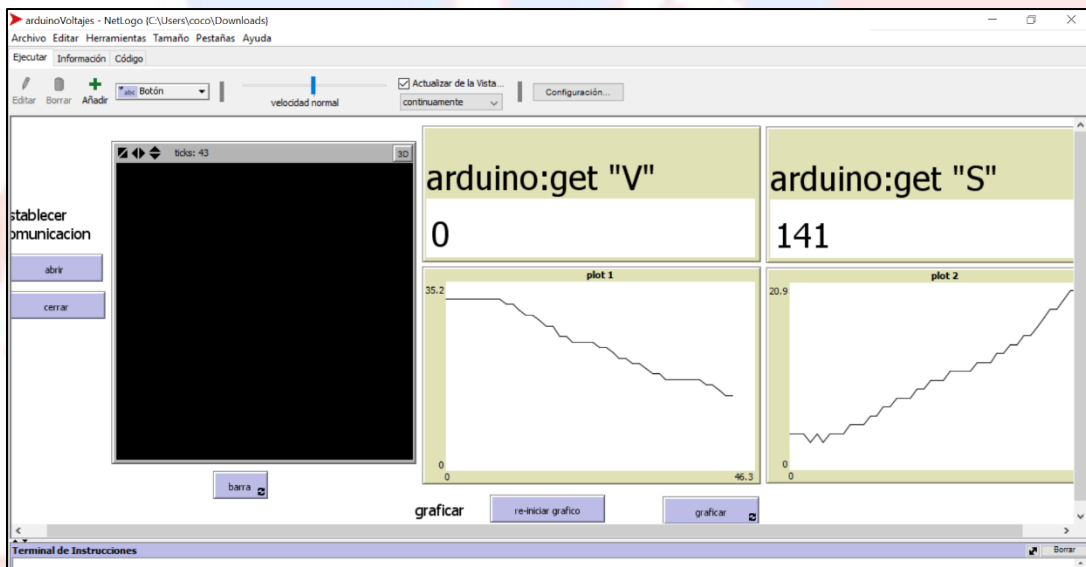 arduinoVoltajes - NetLogo {C:\Users\coco\Downloads}
Archivo Editar Herramientas Tamaño Pestañas Ayuda
Ejecutar Información Código
Editar Borrar Añadir
abc Botón
velocidad normal
Actualizar de la Vista...
continuamente
Configuración...
ticks: 43
3D
stablecer
omunicacion
abrir
cerrar
barra
arduino:get "V"
0
arduino:get "S"
141
plot 1
35.2
0
0 46.3
plot 2
20.9
0
0
graficar
re-iniciar grafico
graficar
Terminal de Instrucciones
Borrar